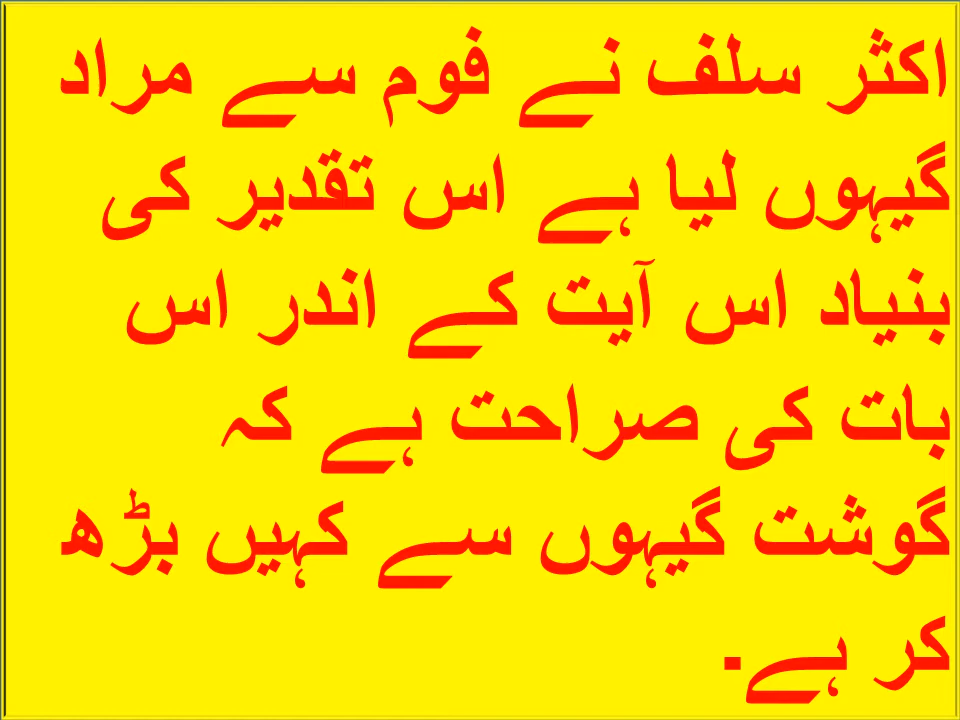 اکثر سلف نے فوم سے مراد
گیہوں لیا ہے اس تقدیر کی
بنیاد اس آیت کے اندر اس
بات کی صراحت ہے کہ
گوشت گیہوں سے کہیں بڑھ
کر ہے.